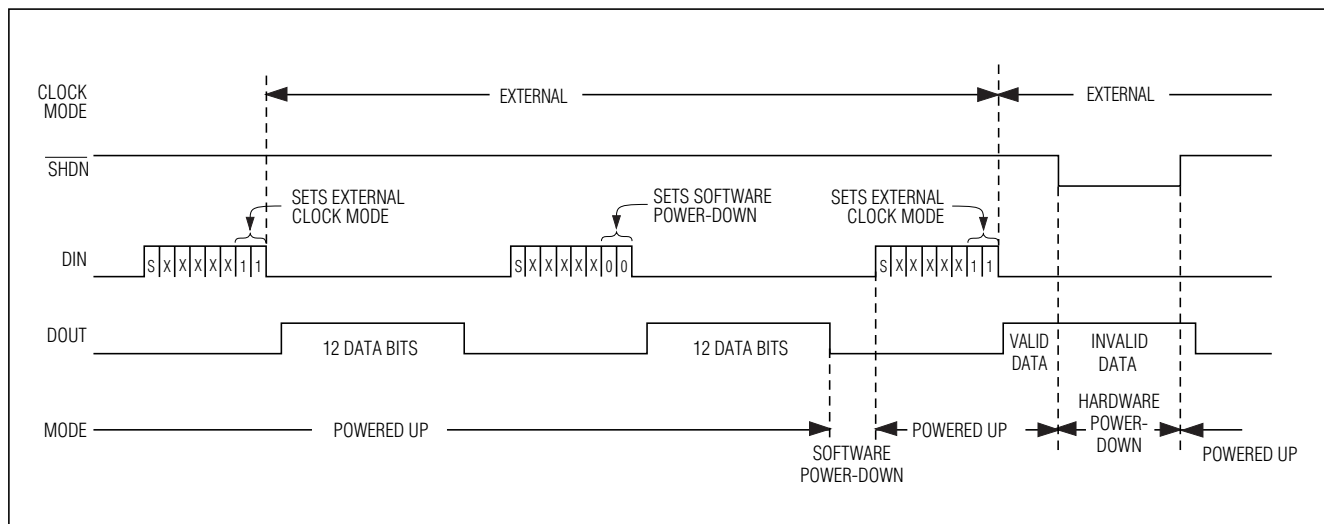 CLOCK
MODE
EXTERNAL
EXTERNAL
SHDN
SETS EXTERNAL
CLOCK MODE
SETS SOFTWARE
POWER-DOWN
SETS EXTERNAL
CLOCK MODE
DIN
S X X X X X 1 1
S X X X X X 0 0
S X X X X X 1 1
DOUT
12 DATA BITS
12 DATA BITS
VALID
DATA
INVALID
DATA
MODE
POWERED UP
SOFTWARE
POWER-DOWN
POWERED UP
HARDWARE
POWER-
DOWN
POWERED UP